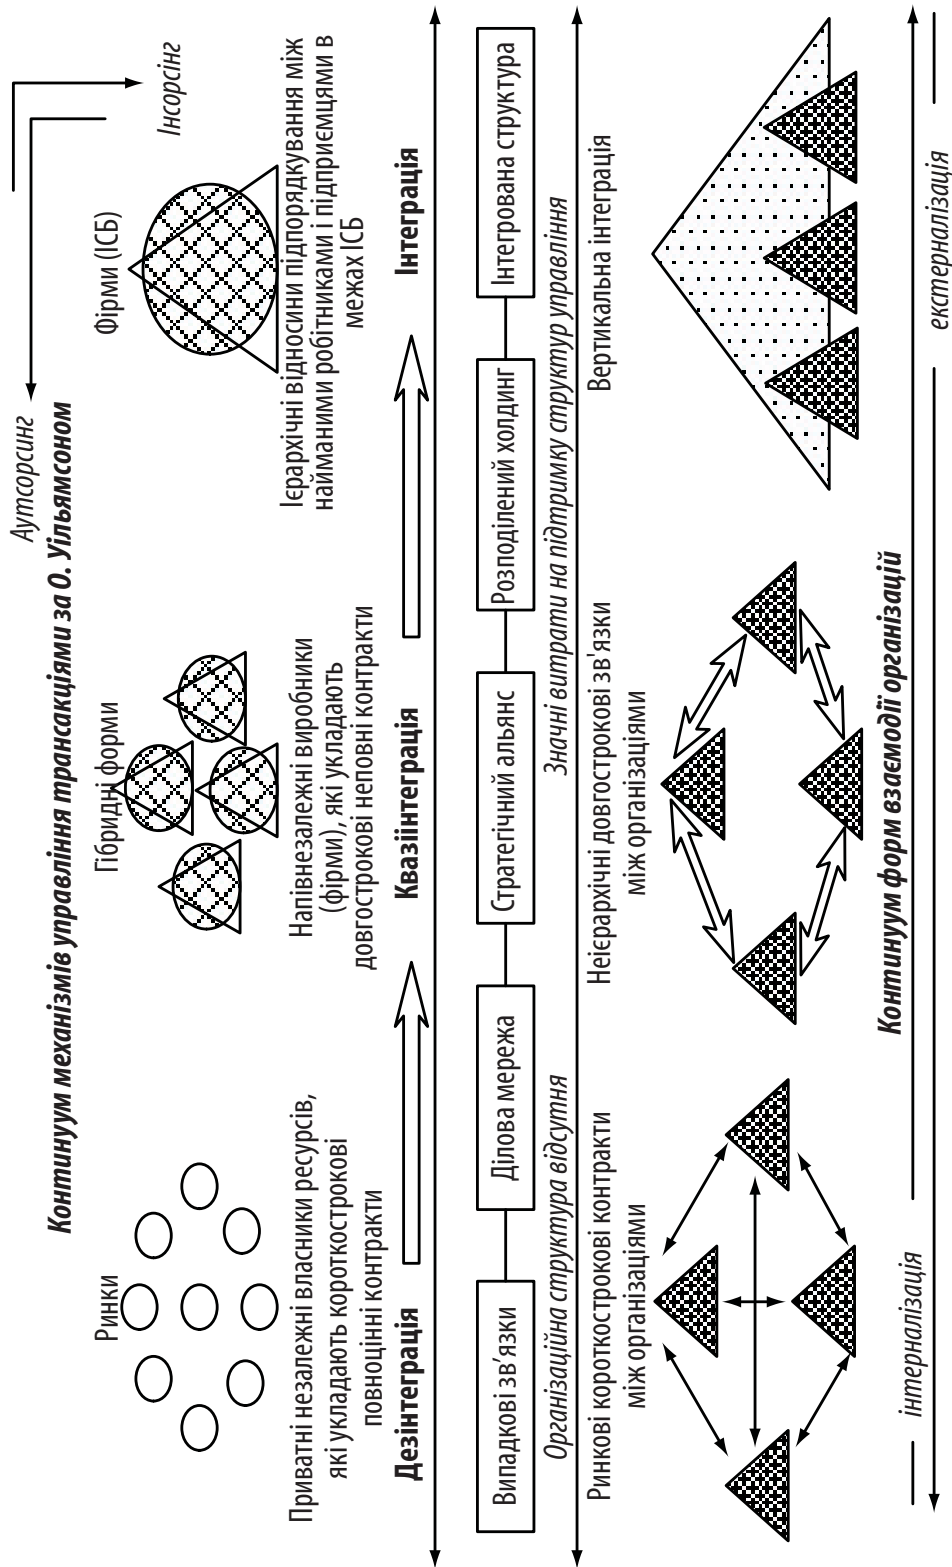 Аутсорсинг
Інсорсінг
Континуум механізмів управління трансакціями за О. Уільямсоном
Ринки
Гібридні форми
Фірми (ІСБ)
Приватні незалежні власники ресурсів,
які укладають короткострокові
повноцінні контракти
Напівнезалежні виробники
(фірми), які укладають
довгострокові неповні контракти
Ієрархічні відносини підпорядкування між
найманими робітниками і підприємцями в
межах ІСБ
Дезінтеграція
Квазіінтеграція
Інтеграція
Випадкові зв’язки
Ділова мережа
Стратегічний альянс
Розподілений холдинг
Інтегрована структура
Організаційна структура відсутня
Значні витрати на підтримку структур управління
Ринкові короткострокові контракти
між організаціями
Неієрархічні довгострокові зв'язки
між організаціями
Вертикальна інтеграція
Континуум форм взаємодії організацій
інтерналізація
екстерналізація